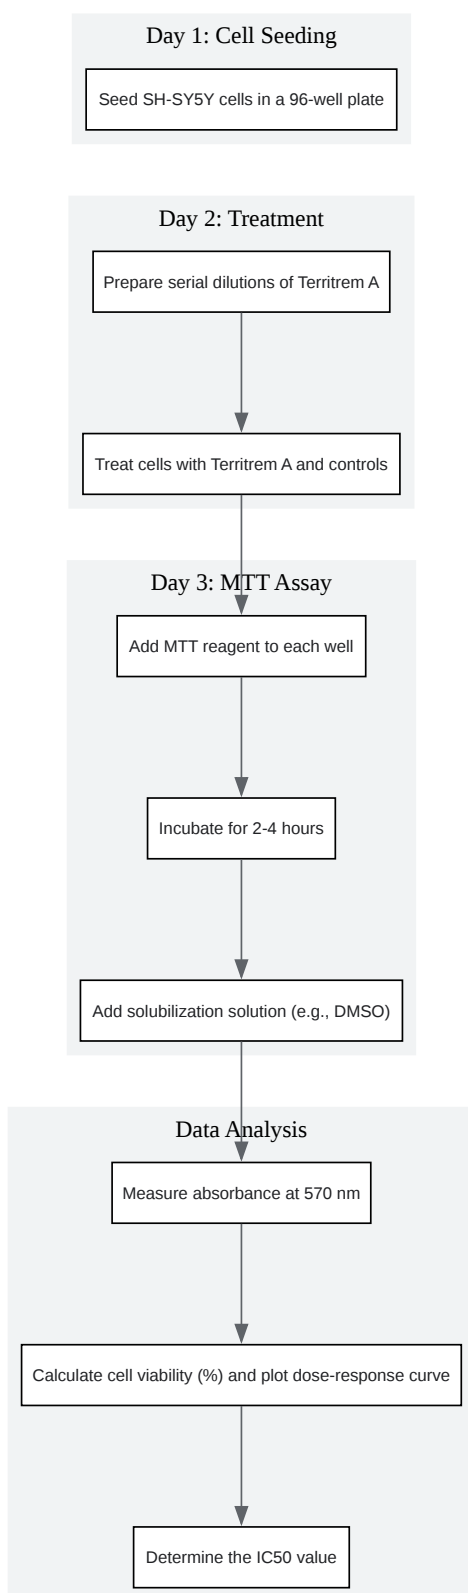 Day 1: Cell Seeding
Seed SH-SY5Y cells in a 96-well plate
Day 2: Treatment
Prepare serial dilutions of Territrem A
Treat cells with Territrem A and controls
Day 3: MTT Assay
Add MTT reagent to each well
Incubate for 2-4 hours
Add solubilization solution (e.g., DMSO)
Data Analysis
Measure absorbance at 570 nm
Calculate cell viability (%) and plot dose-response curve
Determine the IC50 value